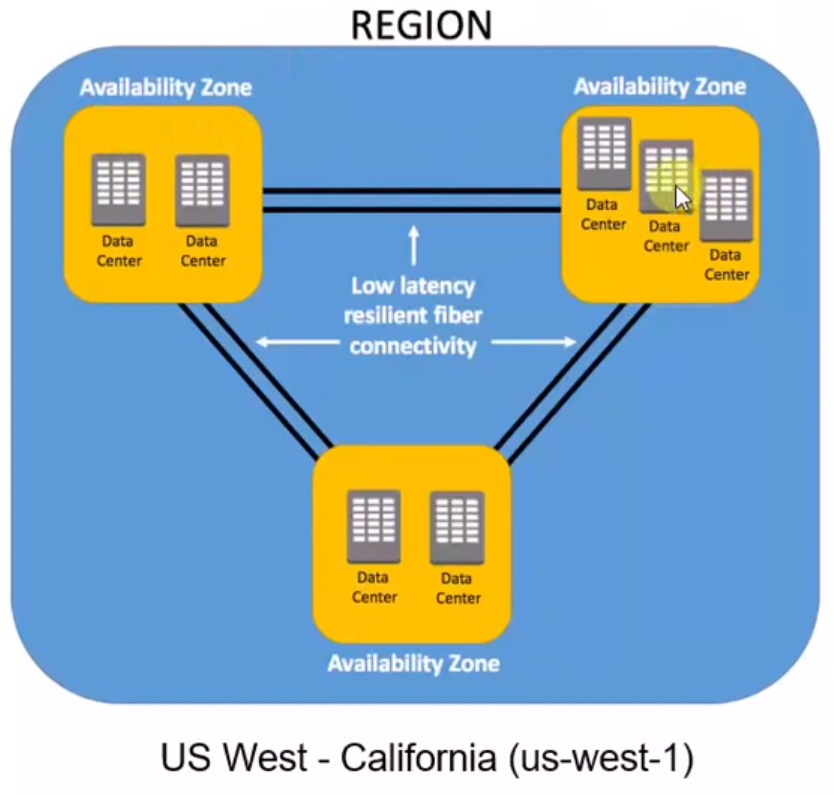 REGION
Availability Zone
Availability Zone
Data
Center
Data
Center
Data
Center
Data
Center
Data
Center
Low latency
resilient fiber
connectivity
Data
Center
Data
Center
Availability Zone
US West - California (us-west-1)